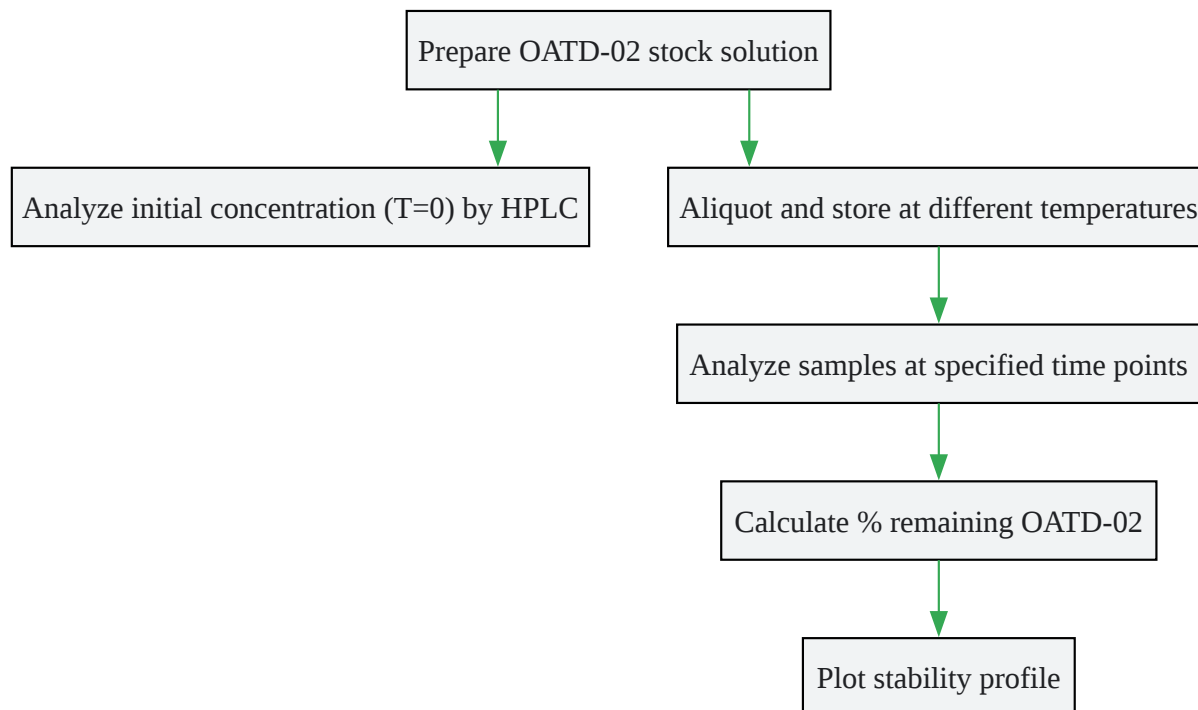 Prepare OATD-02 stock solution
Analyze initial concentration (T=0) by HPLC
Aliquot and store at different temperatures
Analyze samples at specified time points
Calculate % remaining OATD-02
Plot stability profile